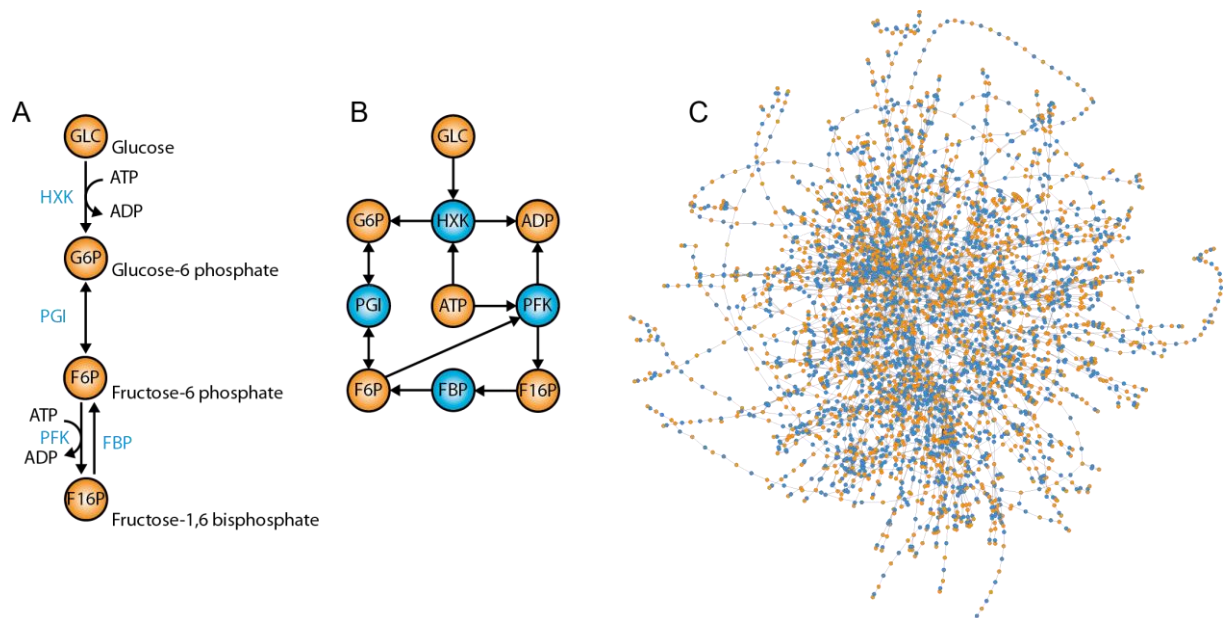 A
GLC
Glucose
HXK
ATP
ADP
G6P
Glucose-6 phosphate
PGI
F6P
Fructose-6 phosphate
ATP
PFK
FBP
ADP
F16P
Fructose-1,6 bisphosphate
B
GLC
G6P
HXK
ADP
PGI
ATP
PFK
F6P
FBP
F16P
C